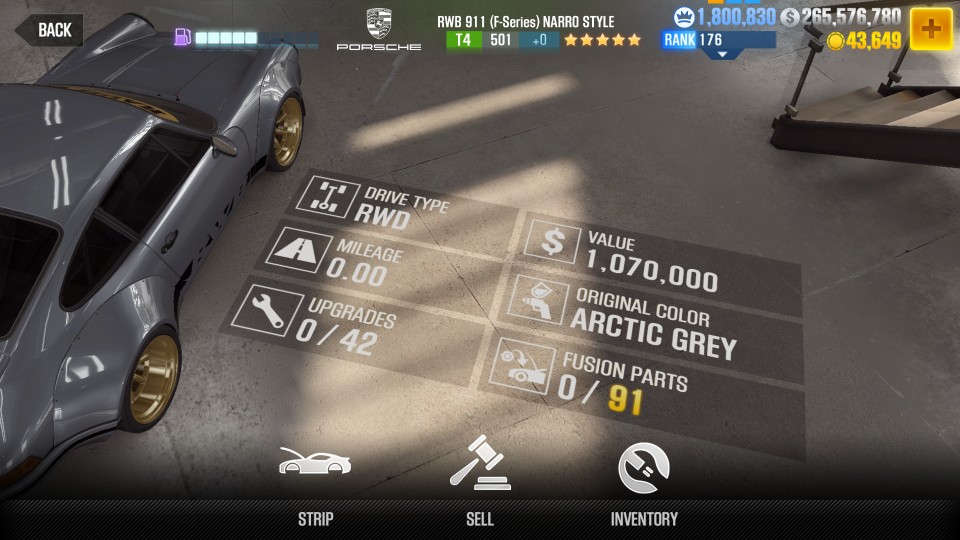 BACK
PORSCHE
RWB 911 (F-Series) NARRO STYLE
T4 501 +0
1,800,830
265,576,780
RANK 176
43,649
DRIVE TYPE
RWD
MILEAGE
0.00
UPGRADES
0/42
VALUE
1,070,000
ORIGINAL COLOR
ARCTIC GREY
FUSION PARTS
0/91
STRIP
SELL
INVENTORY